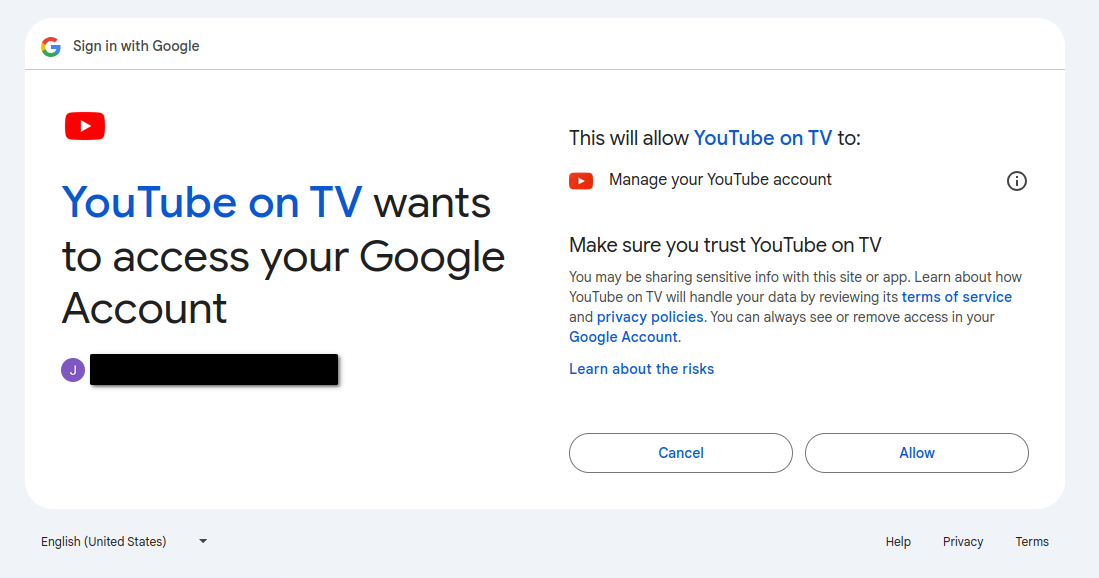 Sign in with Google
YouTube on TV wants
to access your Google
Account
J
This will allow YouTube on TV to:
Manage your YouTube account
Make sure you trust YouTube on TV
You may be sharing sensitive info with this site or app. Learn about how
YouTube on TV will handle your data by reviewing its terms of service
and privacy policies. You can always see or remove access in your
Google Account.
Learn about the risks
Cancel
Allow
English (United States)
Help
Privacy
Terms